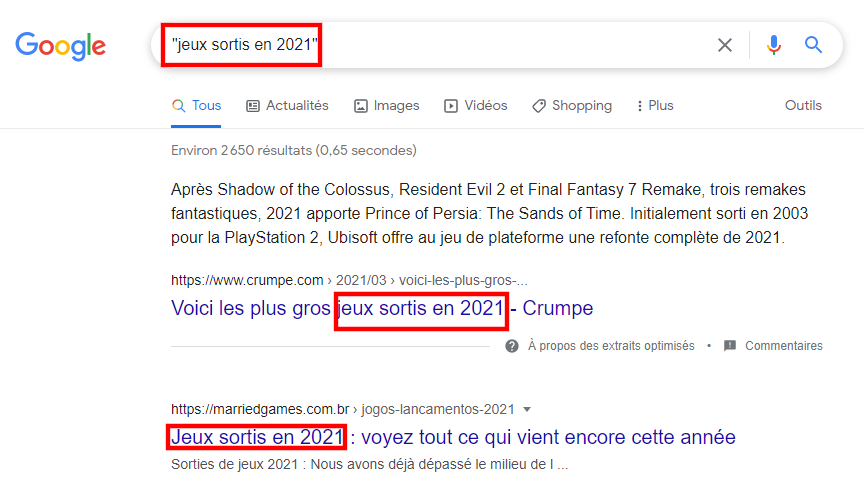 Google
"jeux sortis en 2021"
Tous Actualités Images Vidéos Shopping Plus Outils
Environ 2 650 résultats (0,65 secondes)
Après Shadow of the Colossus, Resident Evil 2 et Final Fantasy 7 Remake, trois remakes
fantastiques, 2021 apporte Prince of Persia: The Sands of Time. Initialement sorti en 2003
pour la PlayStation 2, Ubisoft offre au jeu de plateforme une refonte complète de 2021.
https://www.crumpe.com › 2021/03 › voici-les-plus-gros-...
Voici les plus gros jeux sortis en 2021 - Crumpe
À propos des extraits optimisés • Commentaires
https://marriedgames.com.br › jogos-lancamentos-2021
Jeux sortis en 2021 : voyez tout ce qui vient encore cette année
Sorties de jeux 2021 : Nous avons déjà dépassé le milieu de l ...